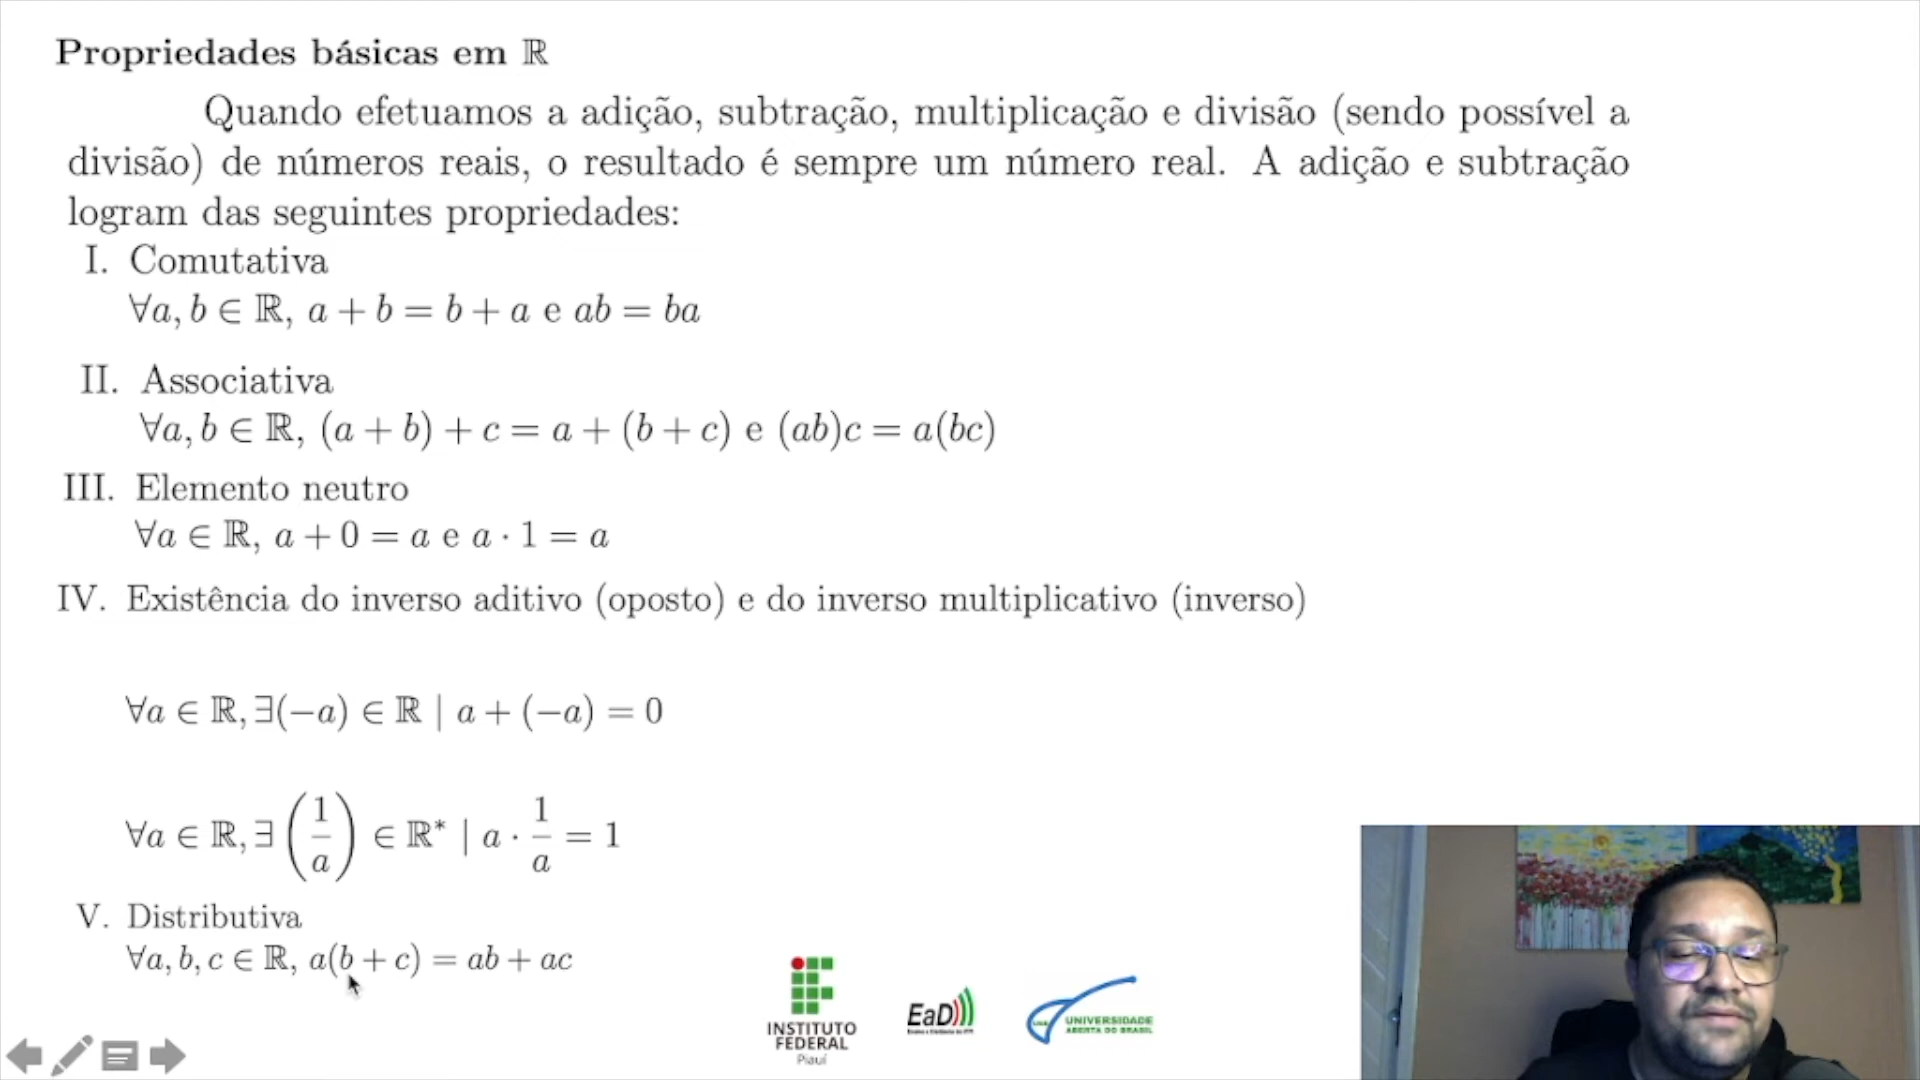 Propriedades básicas em ℝ
Quando efetuamos a adição, subtração, multiplicação e divisão (sendo possível a
divisão) de números reais, o resultado é sempre um número real. A adição e subtração
logram das seguintes propriedades:
I. Comutativa
∀a, b ∈ ℝ, a + b = b + a e ab = ba
II. Associativa
∀a, b ∈ ℝ, (a + b) + c = a + (b + c) e (ab)c = a(bc)
III. Elemento neutro
∀a ∈ ℝ, a + 0 = a e a · 1 = a
IV. Existência do inverso aditivo (oposto) e do inverso multiplicativo (inverso)
∀a ∈ ℝ, ∃(−a) ∈ ℝ | a + (−a) = 0
∀a ∈ ℝ, ∃(1/a) ∈ ℝ* | a · 1/a = 1
V. Distributiva
∀a, b, c ∈ ℝ, a(b + c) = ab + ac
INSTITUTO
FEDERAL
Piauí
EaD
UNIVERSIDADE
ABERTA DO BRASIL